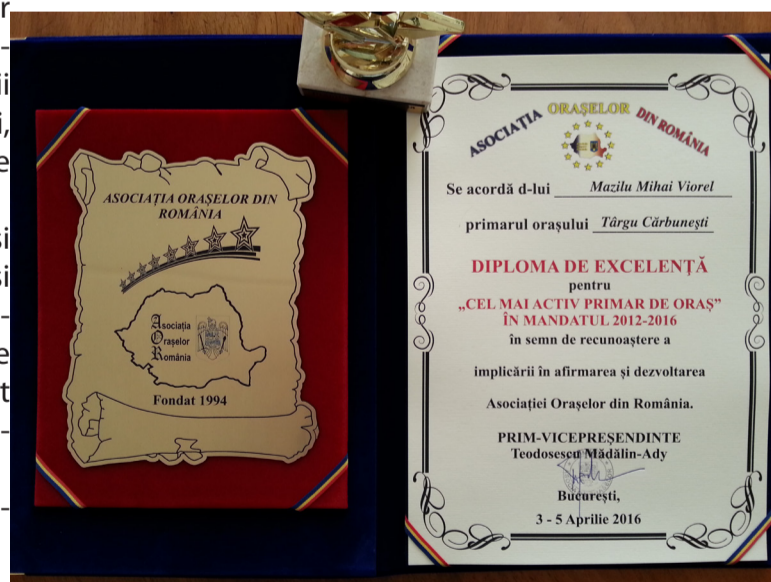 r
-
ii
i,
e
si
si
-
e
t
-
-
ASOCIAȚIA ORAȘELOR DIN
ROMÂNIA
Asociația
Orașelor
România
Fondat 1994
ASOCIAȚIA ORAȘELOR DIN ROMÂNIA
Se acordă d-lui Mazilu Mihai Viorel
primarul orașului Târgu Cărbunești
DIPLOMA DE EXCELENȚĂ
pentru
„CEL MAI ACTIV PRIMAR DE ORAȘ”
ÎN MANDATUL 2012-2016
în semn de recunoaștere a
implicării în afirmarea și dezvoltarea
Asociației Orașelor din România.
PRIM-VICEPREȘENDINTE
Teodosescu Mădălin-Ady
București,
3 - 5 Aprilie 2016